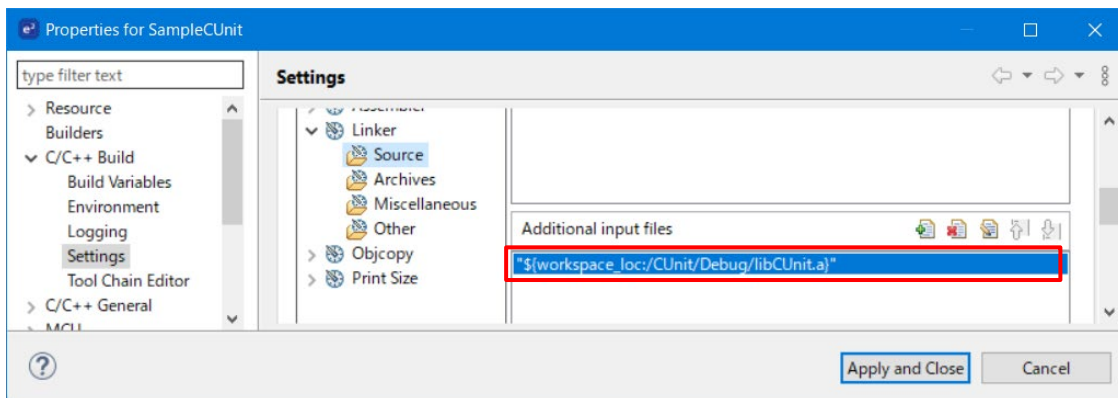 Properties for SampleCUnit
type filter text
Settings
Resource
Builders
C/C++ Build
Build Variables
Environment
Logging
Settings
Tool Chain Editor
C/C++ General
MCU
Assembler
Linker
Source
Archives
Miscellaneous
Other
Objcopy
Print Size
Additional input files
"${workspace_loc:/CUnit/Debug/libCUnit.a}"
Apply and Close
Cancel